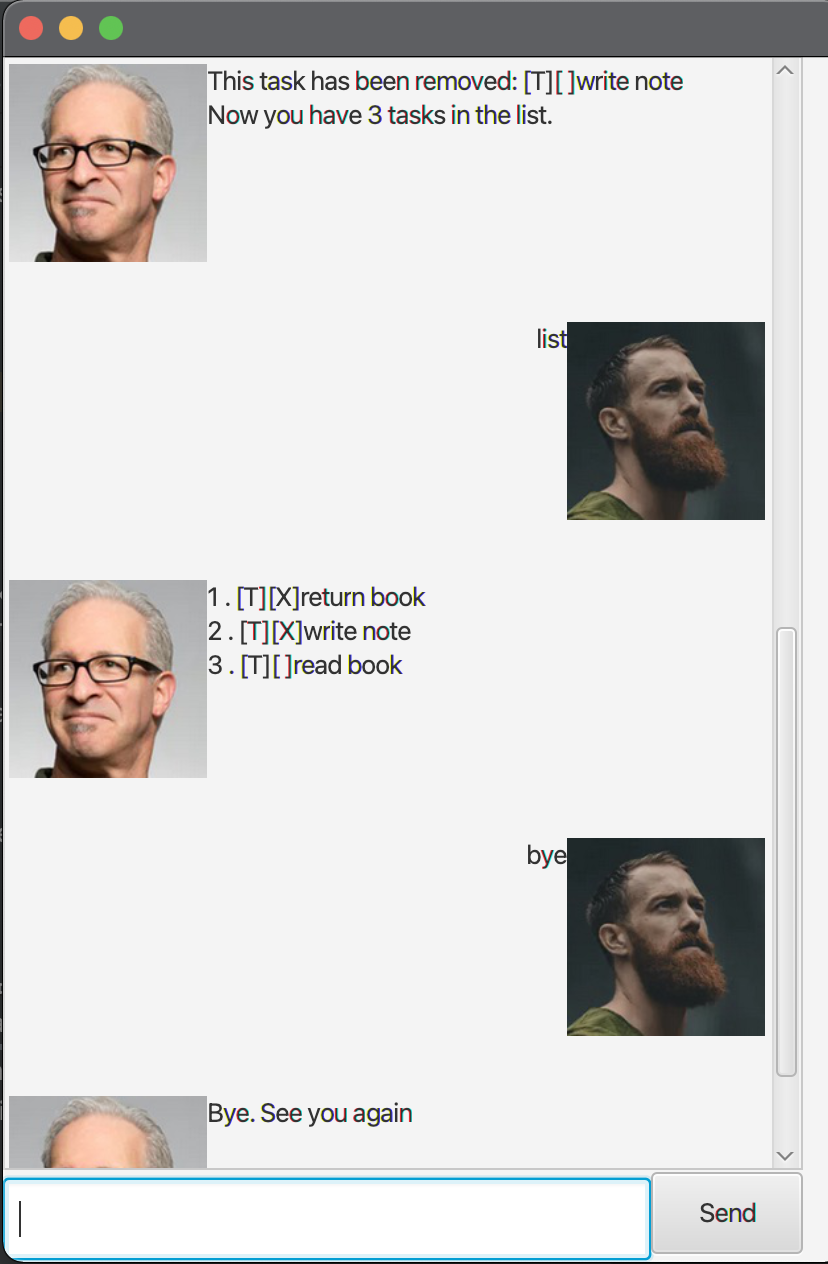 This task has been removed: [T][ ]write note
Now you have 3 tasks in the list.
list
1 . [T][X]return book
2 . [T][X]write note
3 . [T][ ]read book
bye
Bye. See you again
Send